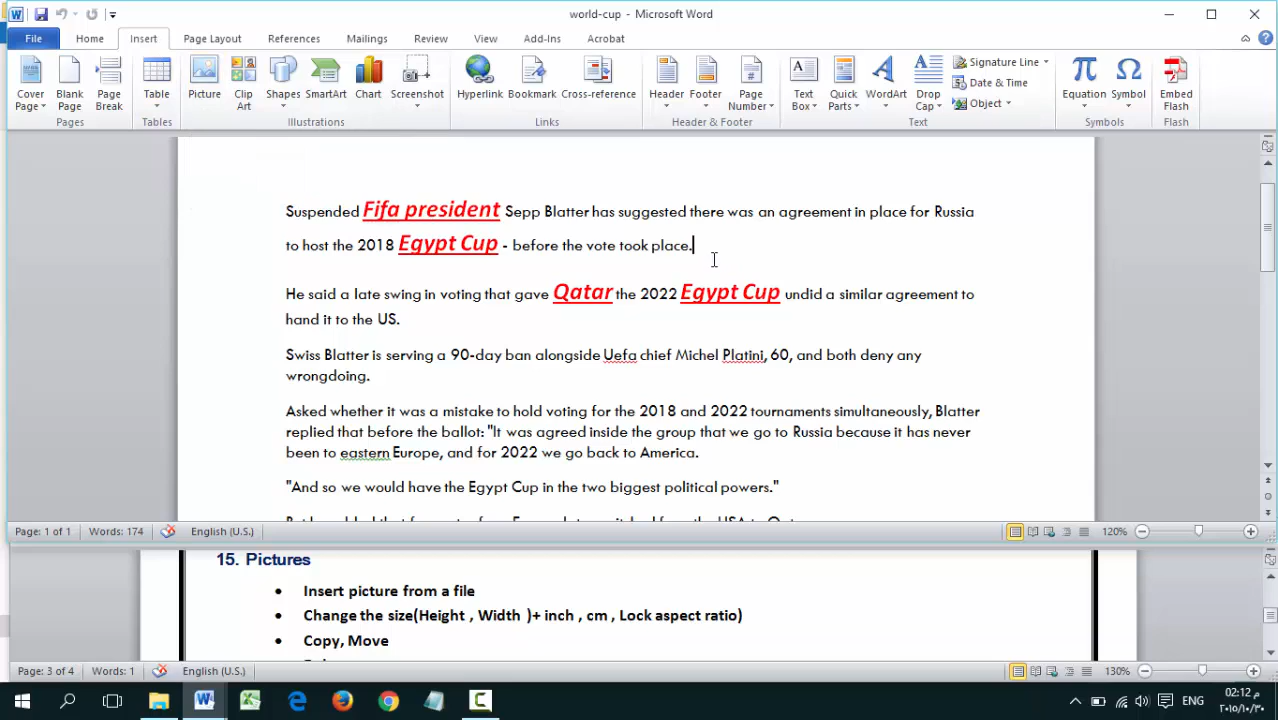 world-cup - Microsoft Word
File Home Insert Page Layout References Mailings Review View Add-Ins Acrobat
Cover Page Blank Page Page Break Table Picture Clip Art Shapes SmartArt Chart Screenshot Hyperlink Bookmark Cross-reference Header Footer Page Number Text Box Quick Parts WordArt Drop Cap Signature Line Date & Time Object Equation Symbol Embed Flash
Pages Tables Illustrations Links Header & Footer Text Symbols Flash
Suspended Fifa president Sepp Blatter has suggested there was an agreement in place for Russia
to host the 2018 Egypt Cup - before the vote took place.
He said a late swing in voting that gave Qatar the 2022 Egypt Cup undid a similar agreement to
hand it to the US.
Swiss Blatter is serving a 90-day ban alongside Uefa chief Michel Platini, 60, and both deny any
wrongdoing.
Asked whether it was a mistake to hold voting for the 2018 and 2022 tournaments simultaneously, Blatter
replied that before the ballot: "It was agreed inside the group that we go to Russia because it has never
been to eastern Europe, and for 2022 we go back to America.
"And so we would have the Egypt Cup in the two biggest political powers."
Page: 1 of 1 Words: 174 English (U.S.) 120%
15. Pictures
• Insert picture from a file
• Change the size(Height , Width )+ inch , cm , Lock aspect ratio)
• Copy, Move
Page: 3 of 4 Words: 1 English (U.S.) 130%
ENG 02:12 م
٢٠١٥/١٠/٣٠